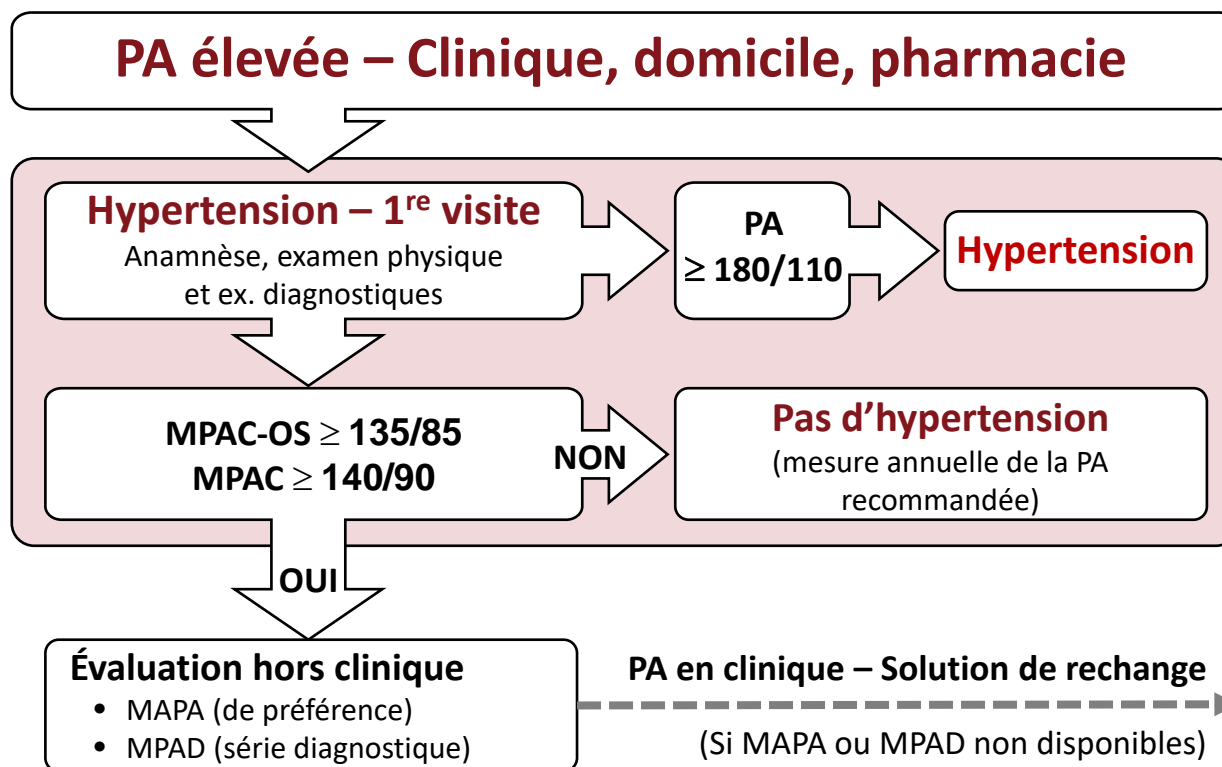 PA élevée – Clinique, domicile, pharmacie
Hypertension – 1re visite
Anamnèse, examen physique
et ex. diagnostiques
PA
≥ 180/110
Hypertension
MPAC-OS ≥ 135/85
MPAC ≥ 140/90
NON
Pas d’hypertension
(mesure annuelle de la PA
recommandée)
OUI
Évaluation hors clinique
• MAPA (de préférence)
• MPAD (série diagnostique)
PA en clinique – Solution de rechange
(Si MAPA ou MPAD non disponibles)